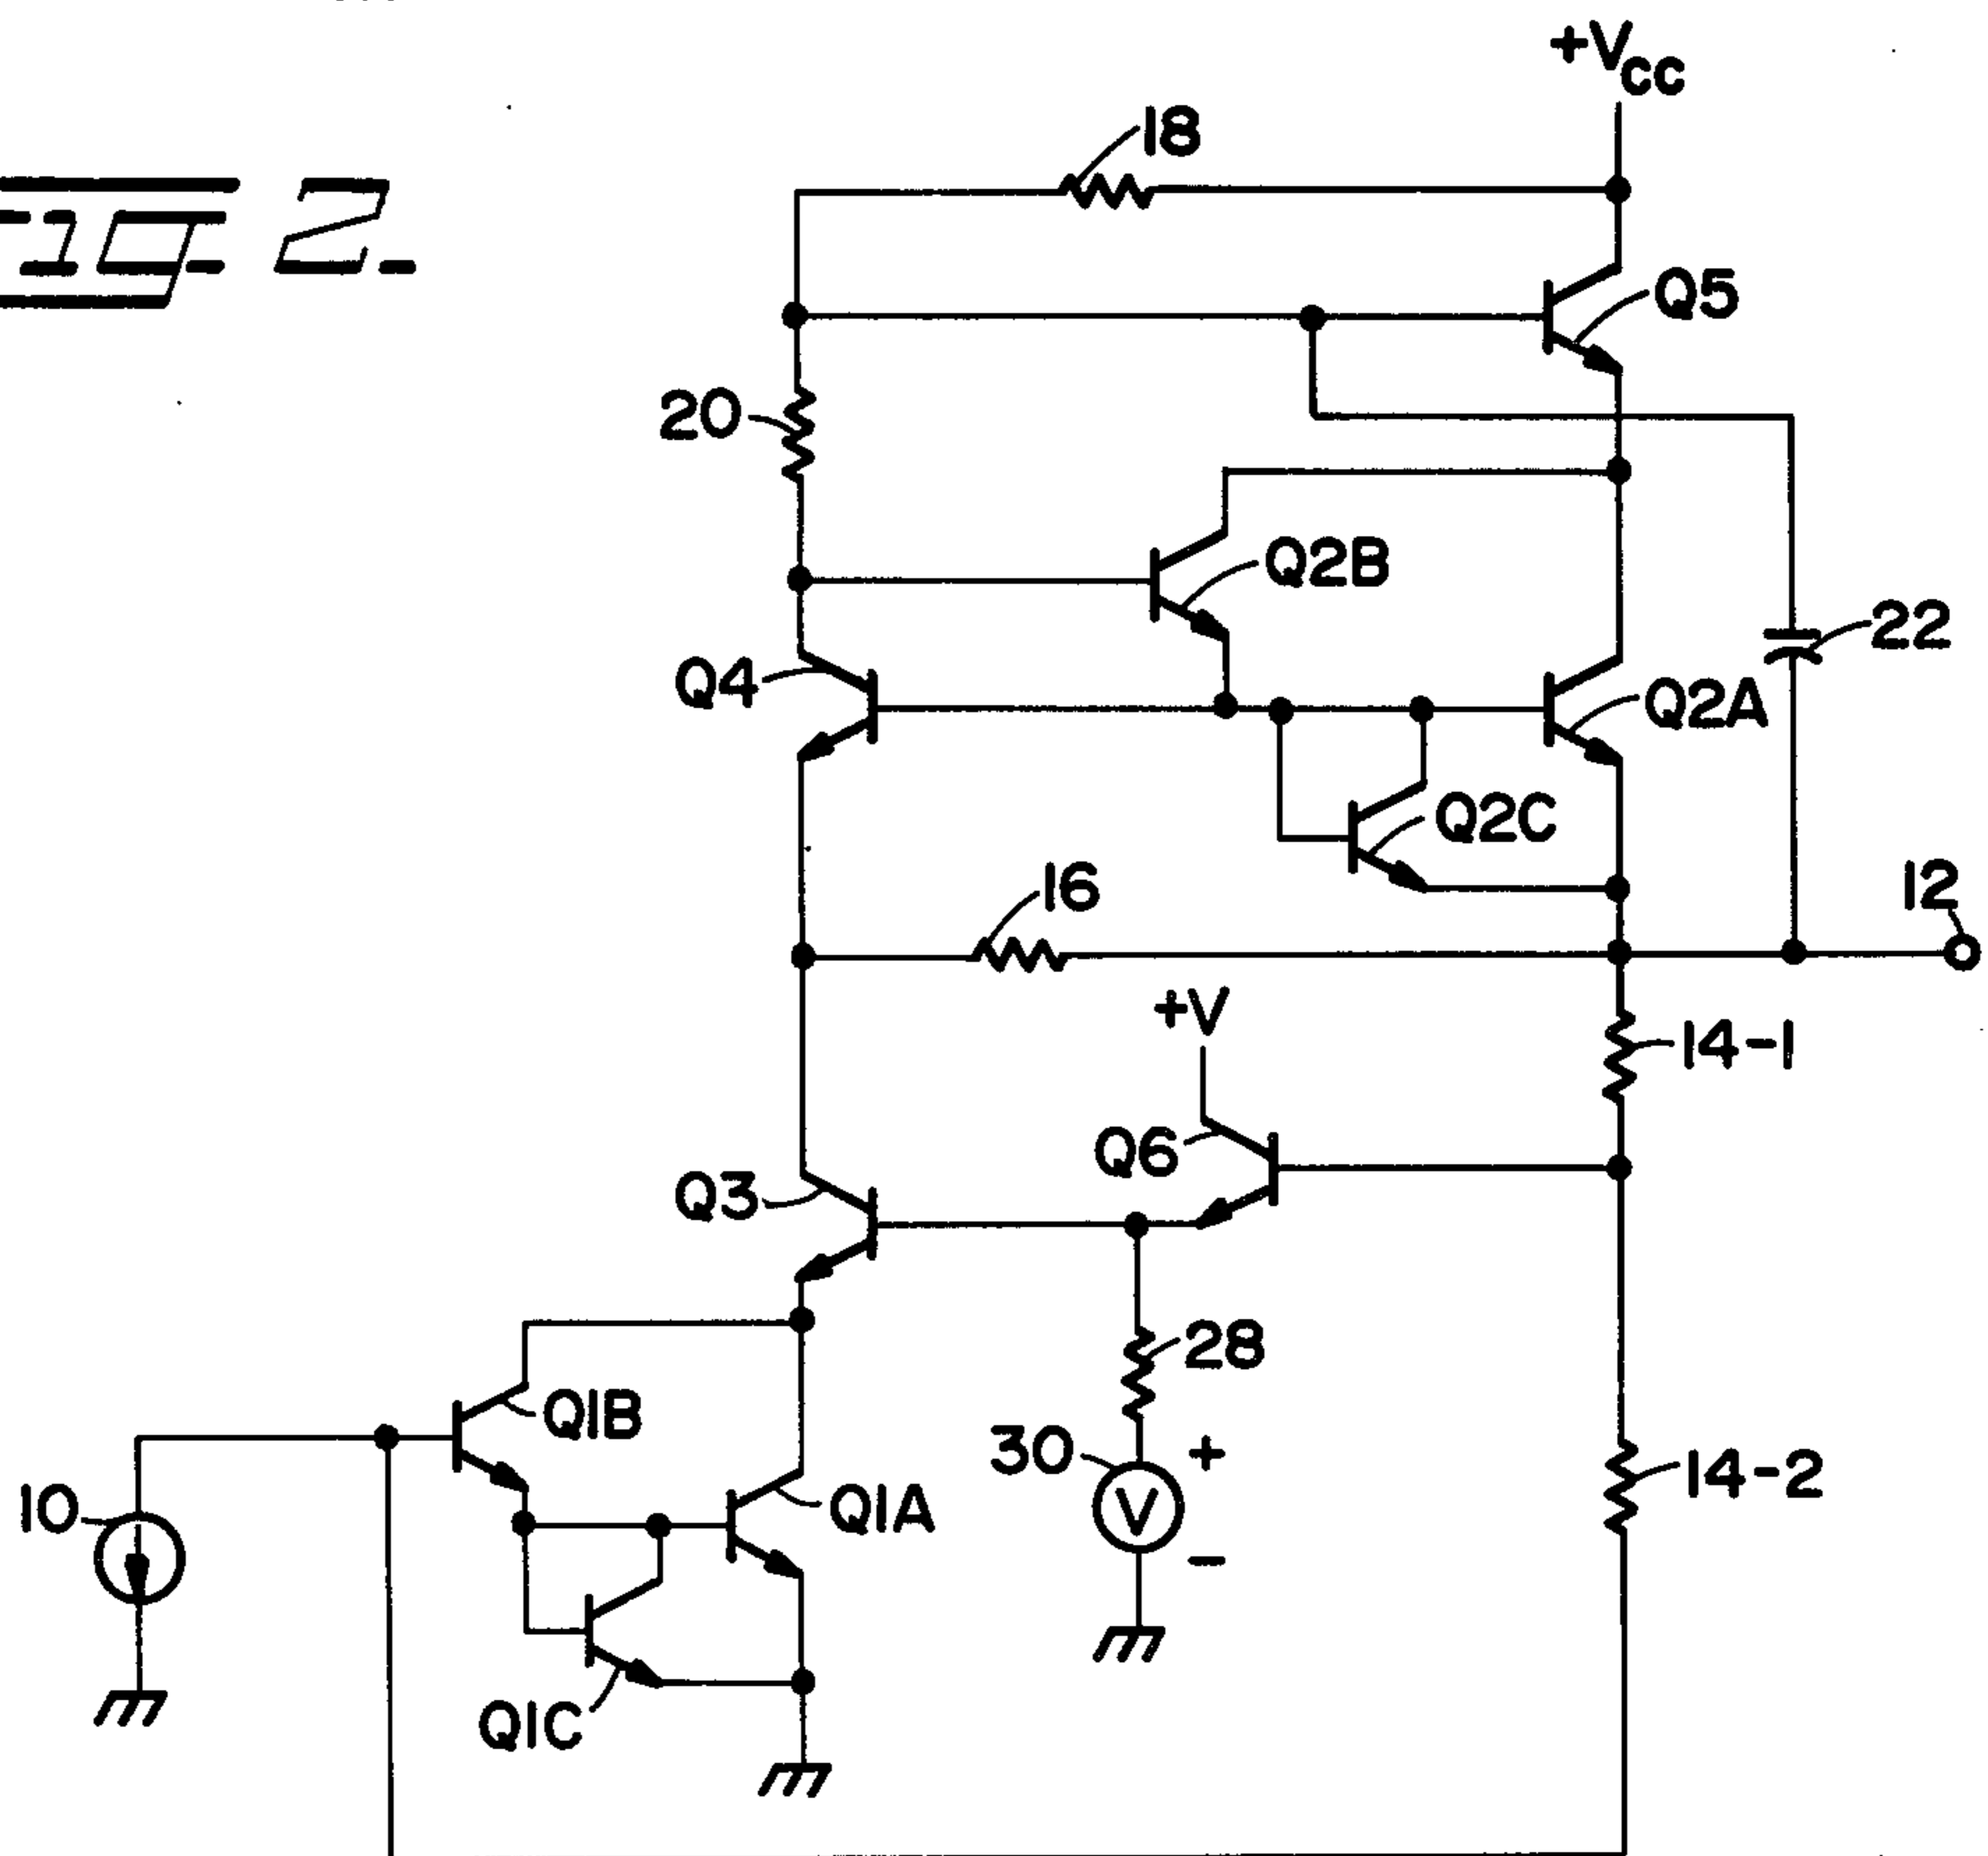 FIG. 2.
+VCC
18
Q5
20
Q2B
22
Q4
Q2A
Q2C
16
12
+V
14-1
Q6
Q3
28
Q1B
30
+
14-2
10
Q1A
V
-
Q1C